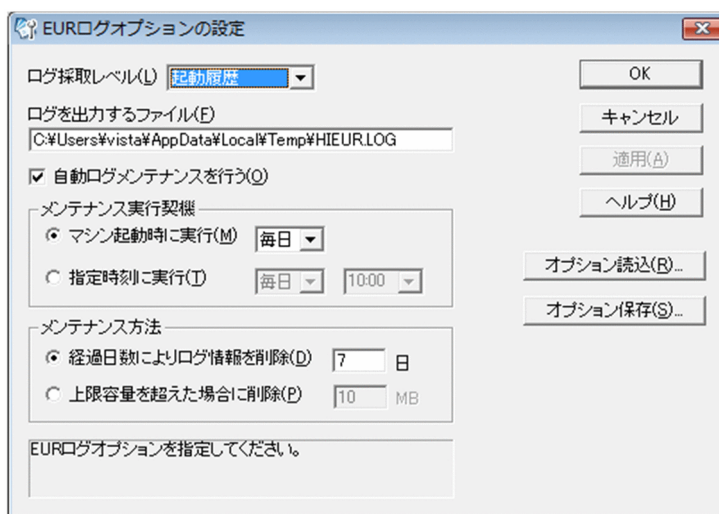 EURログオプションの設定
ログ採取レベル(L) 起動履歴
OK
ログを出力するファイル(F)
C:¥Users¥vista¥AppData¥Local¥Temp¥HIEUR.LOG
キャンセル
自動ログメンテナンスを行う(O)
適用(A)
メンテナンス実行契機
ヘルプ(H)
マシン起動時に実行(M) 毎日
指定時刻に実行(T) 毎日 10:00
オプション読込(R)...
オプション保存(S)...
メンテナンス方法
経過日数によりログ情報を削除(D) 7 日
上限容量を超えた場合に削除(P) 10 MB
EURログオプションを指定してください。